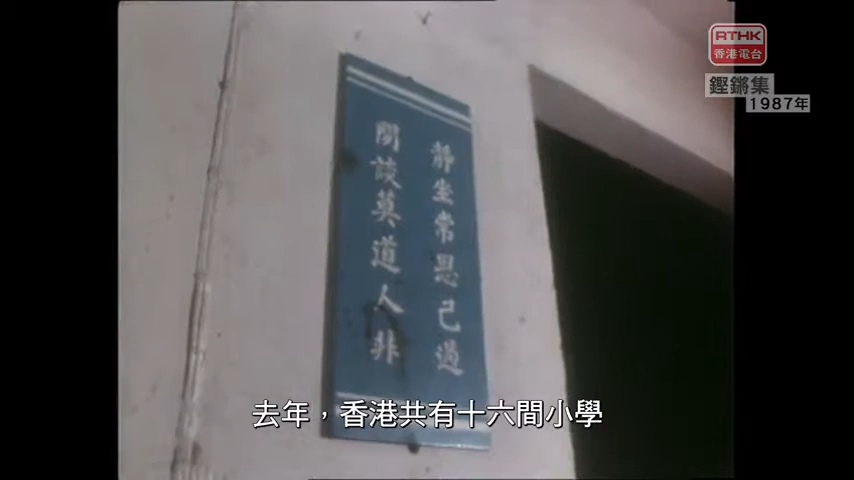 RTHK
香港電台
鏗鏘集
1987年
靜坐常思己過
閒談莫道人非
去年，香港共有十六間小學